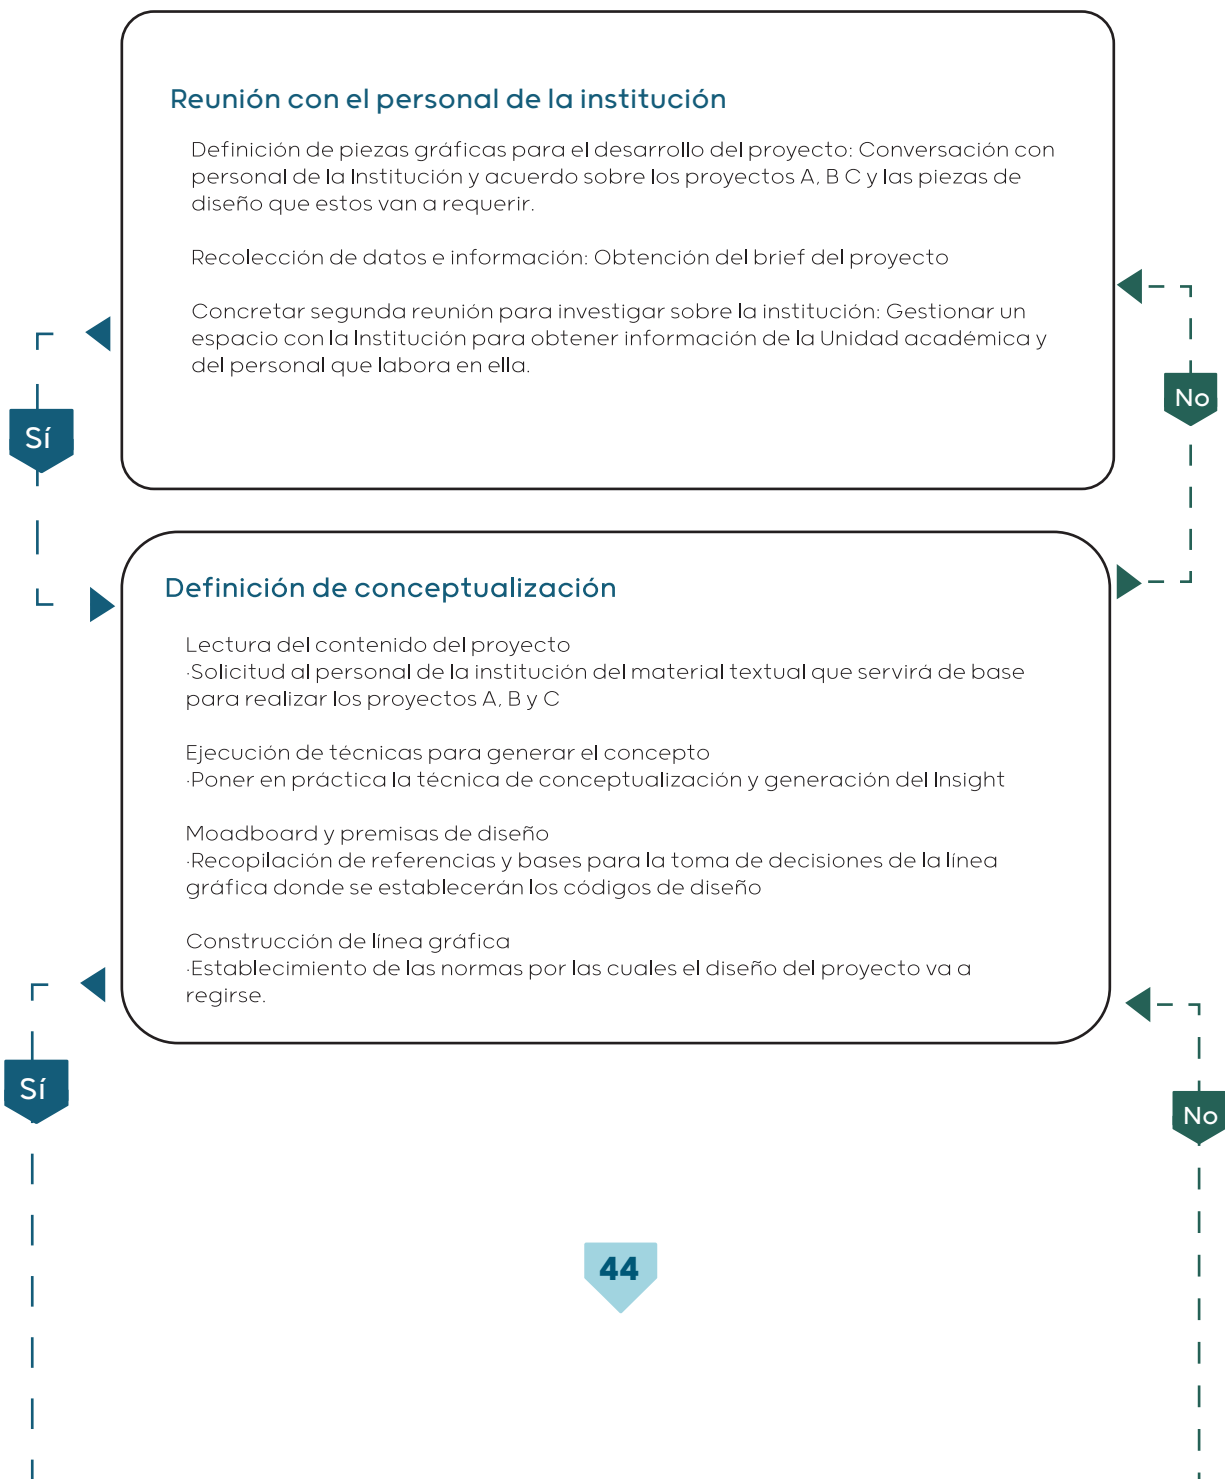 Reunión con el personal de la institución
Definición de piezas gráficas para el desarrollo del proyecto: Conversación con
personal de la Institución y acuerdo sobre los proyectos A, B C y las piezas de
diseño que estos van a requerir.
Recolección de datos e información: Obtención del brief del proyecto
Concretar segunda reunión para investigar sobre la institución: Gestionar un
espacio con la Institución para obtener información de la Unidad académica y
del personal que labora en ella.
No
Sí
Definición de conceptualización
Lectura del contenido del proyecto
·Solicitud al personal de la institución del material textual que servirá de base
para realizar los proyectos A, B y C
Ejecución de técnicas para generar el concepto
·Poner en práctica la técnica de conceptualización y generación del Insight
Moadboard y premisas de diseño
·Recopilación de referencias y bases para la toma de decisiones de la línea
gráfica donde se establecerán los códigos de diseño
Construcción de línea gráfica
·Establecimiento de las normas por las cuales el diseño del proyecto va a
regirse.
Sí
No
44